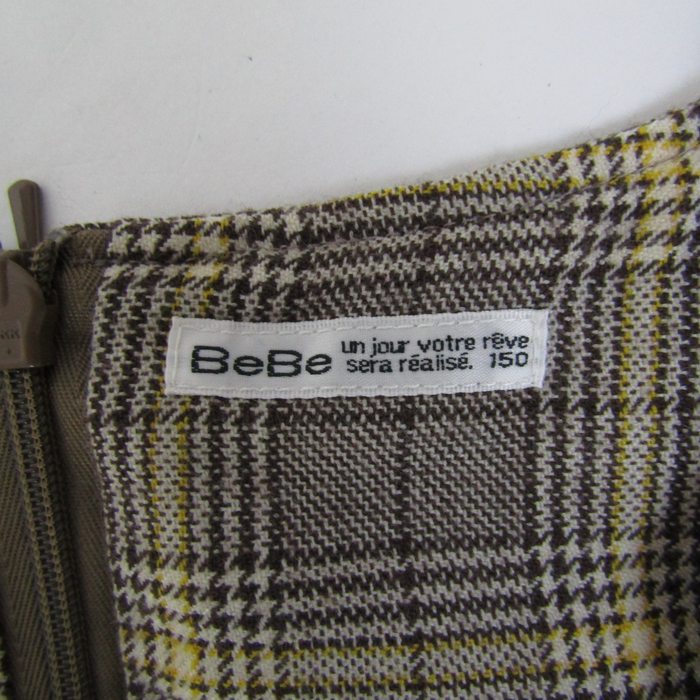 BeBe
un jour votre rêve
sera réalisé. 150